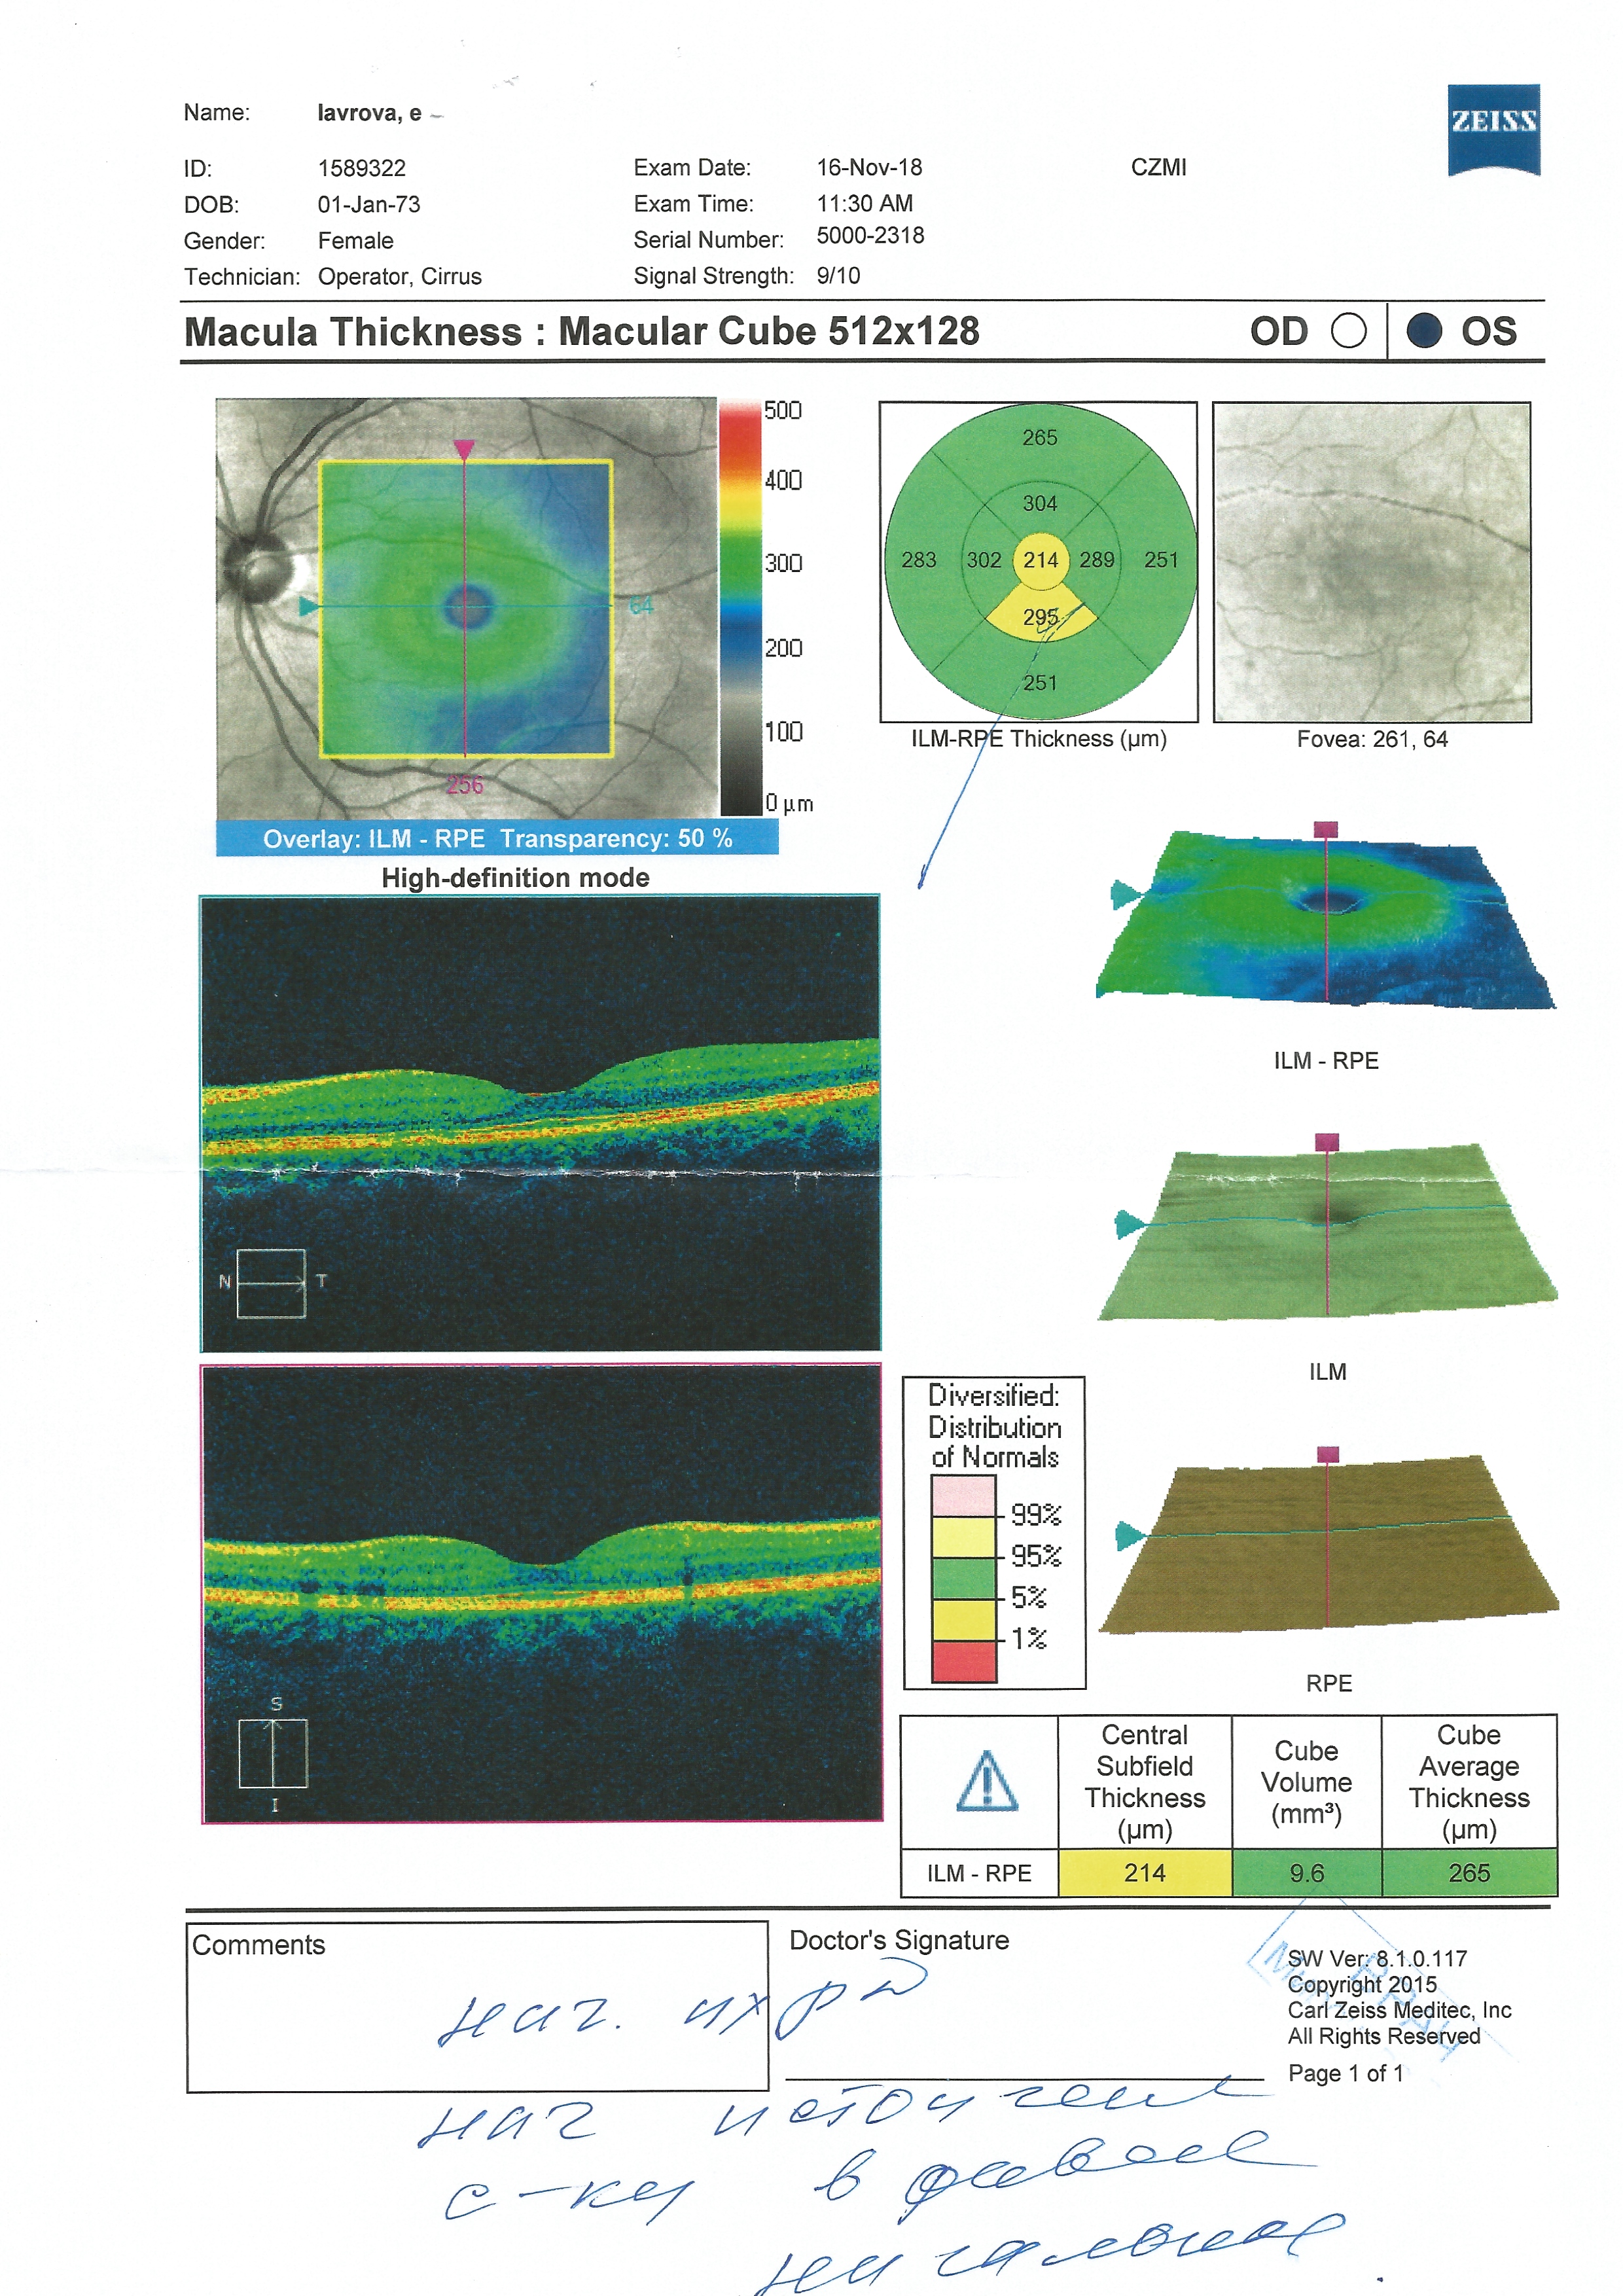 Name: lavrova, e
ZEISS
ID: 1589322 Exam Date: 16-Nov-18 CZMI
DOB: 01-Jan-73 Exam Time: 11:30 AM
Gender: Female Serial Number: 5000-2318
Technician: Operator, Cirrus Signal Strength: 9/10
Macula Thickness : Macular Cube 512x128 OD OS
500
400
300
200
100
0 µm
64
256
Overlay: ILM - RPE Transparency: 50 %
265
304
283 302 214 289 251
295
251
ILM-RPE Thickness (µm)
Fovea: 261, 64
High-definition mode
N T
S
I
ILM - RPE
ILM
RPE
Diversified:
Distribution
of Normals
99%
95%
5%
1%
Central Subfield Thickness (µm)
Cube Volume (mm³)
Cube Average Thickness (µm)
ILM - RPE 214 9.6 265
Comments
Doctor's Signature
SW Ver: 8.1.0.117
Copyright 2015
Carl Zeiss Meditec, Inc
All Rights Reserved
Page 1 of 1
ВРАЧ
нач.
нач
с-ки в